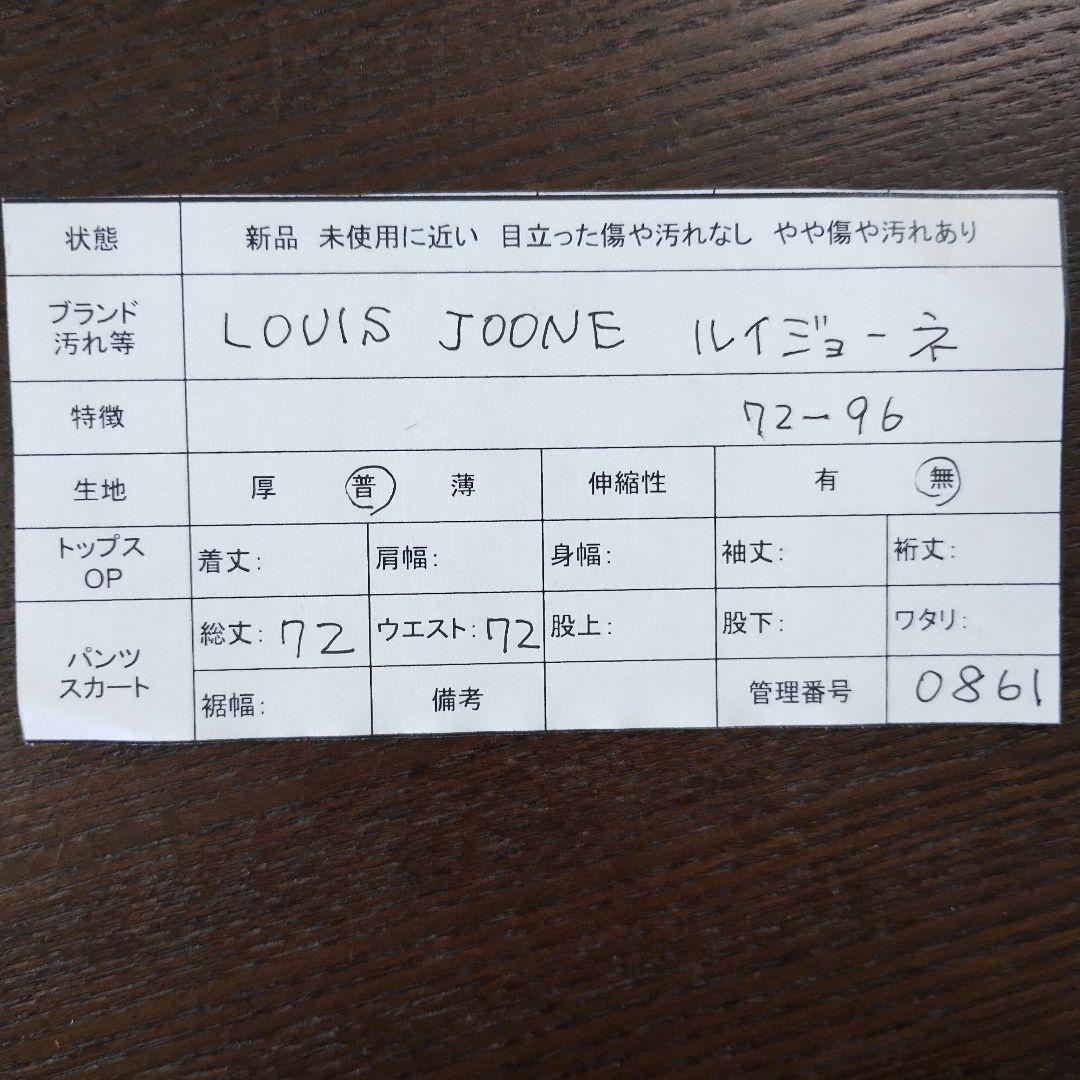 状態 新品 未使用に近い 目立った傷や汚れなし やや傷や汚れあり
ブランド
汚れ等 LOUIS JOONE ルイジョーネ
特徴 72-96
生地 厚 普 薄 伸縮性 有 無
トップス
OP 着丈: 肩幅: 身幅: 袖丈: 裄丈:
パンツ
スカート 総丈: 72 ウエスト: 72 股上: 股下: ワタリ:
裾幅: 備考 管理番号 0861